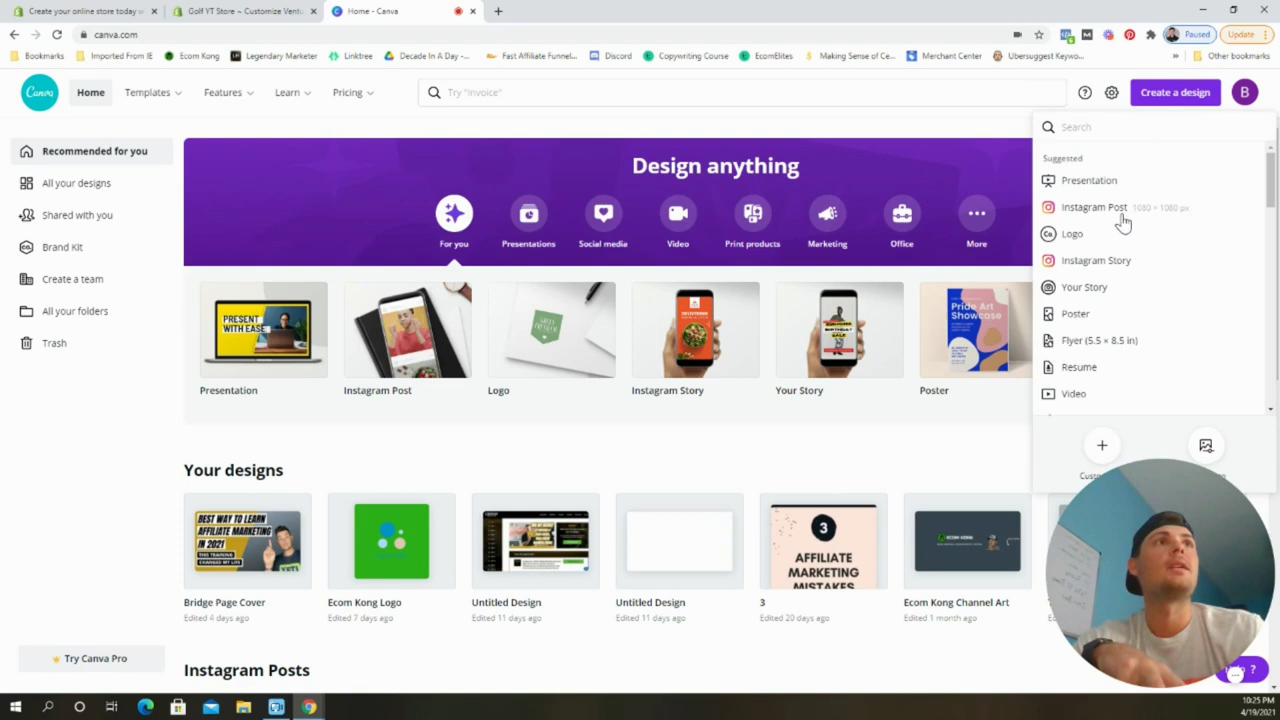 Create your online store today w
Golf YT Store ~ Customize Ventu
Home - Canva
canva.com
Paused
Update
Bookmarks
Imported From IE
Ecom Kong
Legendary Marketer
Linktree
Decade In A Day -...
Fast Affiliate Funnel...
Discord
Copywriting Course
EcomElites
Making Sense of Ce...
Merchant Center
Ubersuggest Keywo...
Other bookmarks
Canva
Home
Templates
Features
Learn
Pricing
Try "Invoice"
Create a design
B
Recommended for you
All your designs
Shared with you
Brand Kit
Create a team
All your folders
Trash
Try Canva Pro
Design anything
For you
Presentations
Social media
Video
Print products
Marketing
Office
More
PRESENT
WITH EASE
Pride Art
Showcase
Presentation
Instagram Post
Logo
Instagram Story
Your Story
Poster
Search
Suggested
Presentation
Instagram Post 1080 × 1080 px
Logo
Instagram Story
Your Story
Poster
Flyer (5.5 × 8.5 in)
Resume
Video
Your designs
BEST WAY TO LEARN
AFFILIATE MARKETING
IN 2021
THIS TRAINING
CHANGED MY LIFE
3
AFFILIATE
MARKETING
MISTAKES
ECOM KONG
Bridge Page Cover
Edited 4 days ago
Ecom Kong Logo
Edited 7 days ago
Untitled Design
Edited 11 days ago
Untitled Design
Edited 11 days ago
3
Edited 20 days ago
Ecom Kong Channel Art
Edited 1 month ago
Instagram Posts
10:25 PM
4/19/2021